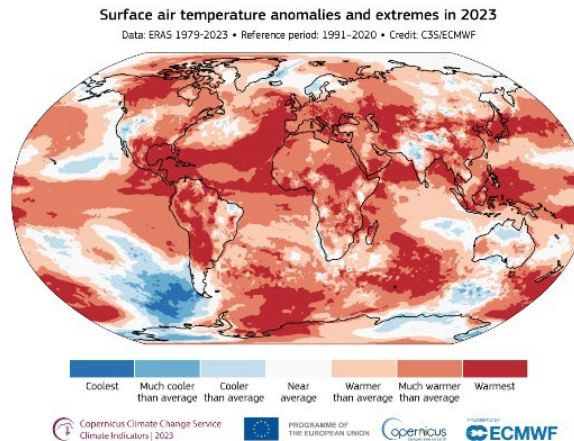 Surface air temperature anomalies and extremes in 2023
Data: ERA5 1979-2023 • Reference period: 1991–2020 • Credit: C3S/ECMWF
Coolest
Much cooler
than average
Cooler
than average
Near
average
Warmer
than average
Much warmer
than average
Warmest
Copernicus Climate Change Service
Climate Indicators | 2023
PROGRAMME OF
THE EUROPEAN UNION
Copernicus
IMPLEMENTED BY
ECMWF